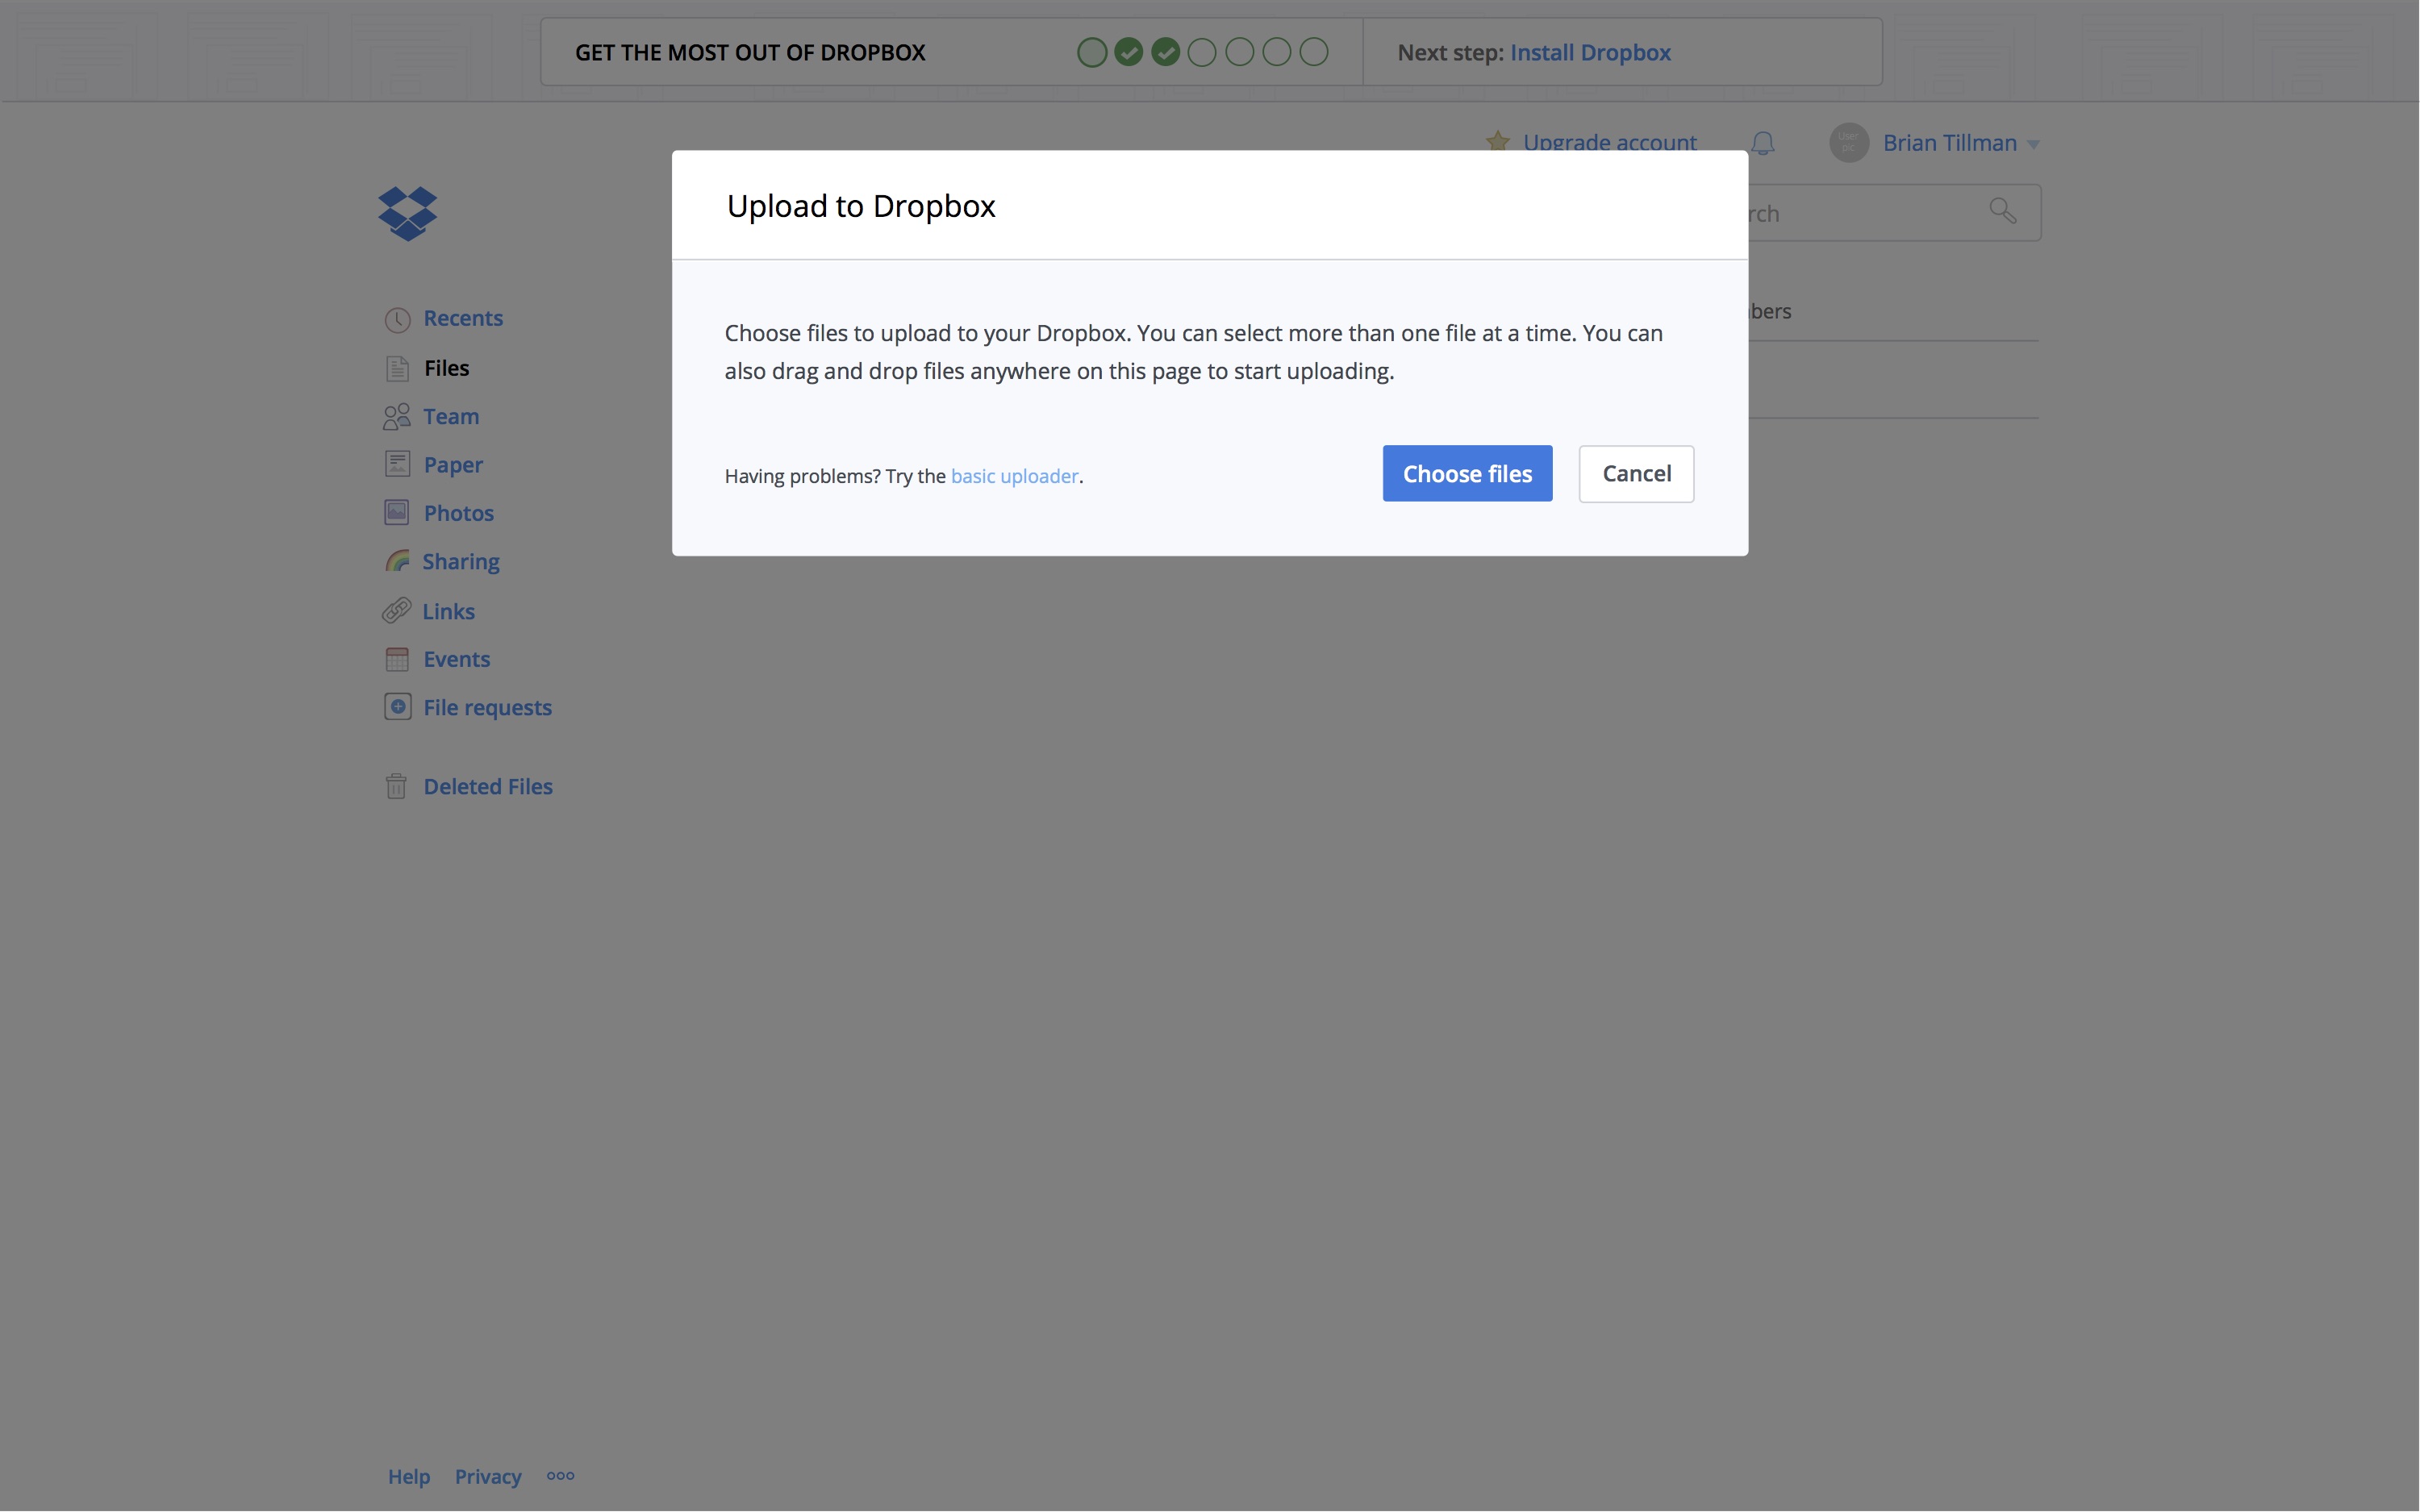 GET THE MOST OUT OF DROPBOX
Next step: Install Dropbox
Upgrade account
Brian Tillman
User
pic
Upload to Dropbox
rch
Recents
bers
Choose files to upload to your Dropbox. You can select more than one file at a time. You can
also drag and drop files anywhere on this page to start uploading.
Files
Team
Paper
Having problems? Try the basic uploader.
Choose files
Cancel
Photos
Sharing
Links
Events
File requests
Deleted Files
Help
Privacy